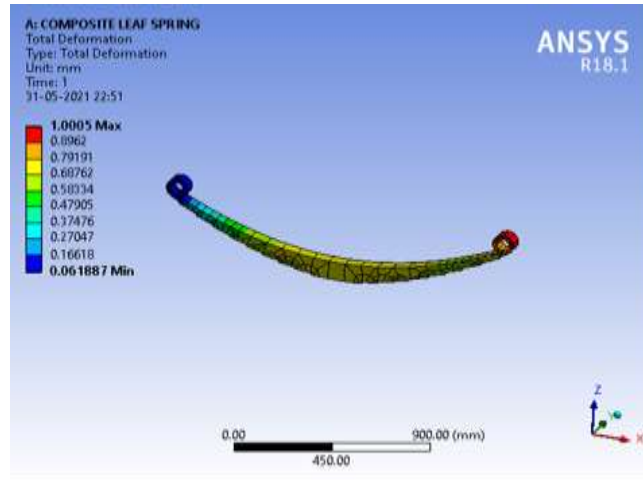 A: COMPOSITE LEAF SPRING
Total Deformation
Type: Total Deformation
Unit: mm
Time: 1
31-05-2021 22:51
ANSYS
R18.1
1.0005 Max
0.8962
0.79191
0.68762
0.58334
0.47905
0.37476
0.27047
0.16618
0.061887 Min
0.00
900.00 (mm)
450.00
Z
Y
X